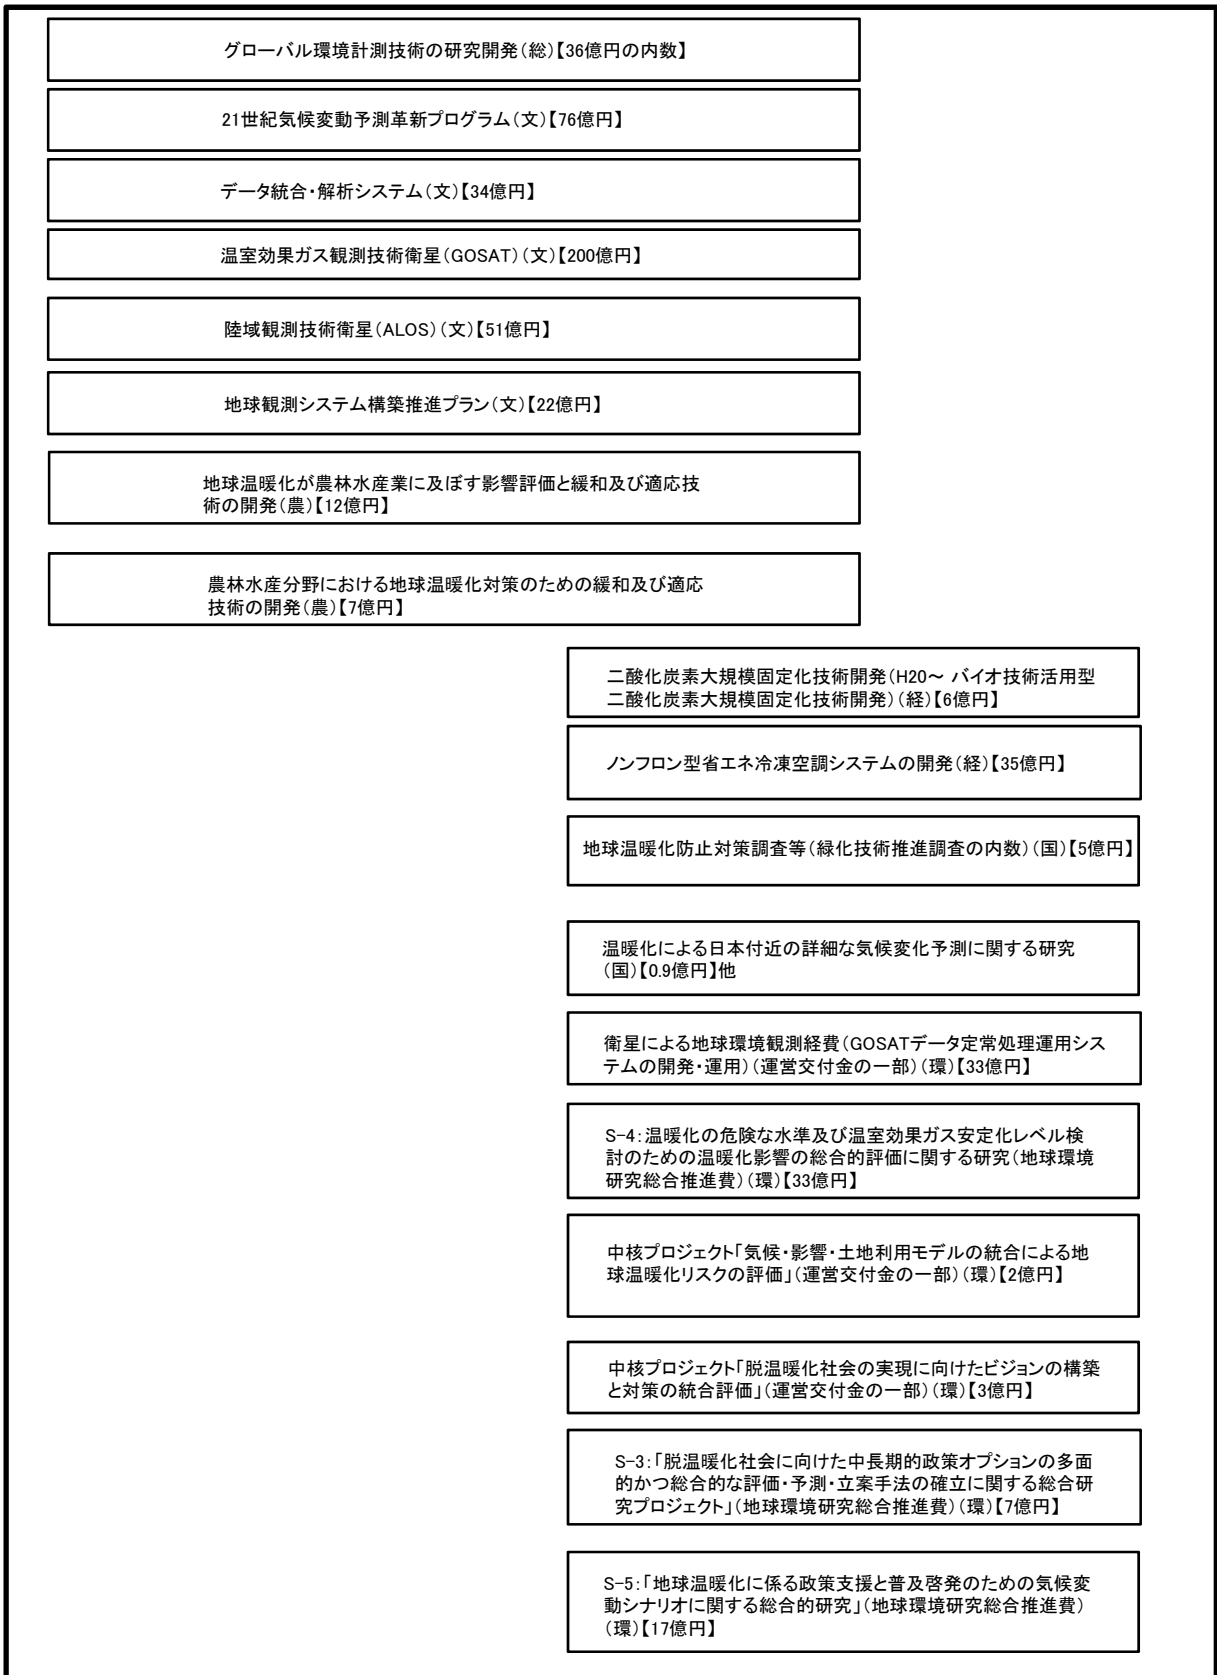 グローバル環境計測技術の研究開発(総)【36億円の内数】
21世紀気候変動予測革新プログラム(文)【76億円】
データ統合・解析システム(文)【34億円】
温室効果ガス観測技術衛星(GOSAT)(文)【200億円】
陸域観測技術衛星(ALOS)(文)【51億円】
地球観測システム構築推進プラン(文)【22億円】
地球温暖化が農林水産業に及ぼす影響評価と緩和及び適応技
術の開発(農)【12億円】
農林水産分野における地球温暖化対策のための緩和及び適応
技術の開発(農)【7億円】
二酸化炭素大規模固定化技術開発(H20～ バイオ技術活用型
二酸化炭素大規模固定化技術開発)(経)【6億円】
ノンフロン型省エネ冷凍空調システムの開発(経)【35億円】
地球温暖化防止対策調査等(緑化技術推進調査の内数)(国)【5億円】
温暖化による日本付近の詳細な気候変化予測に関する研究
(国)【0.9億円】他
衛星による地球環境観測経費(GOSATデータ定常処理運用シス
テムの開発・運用)(運営交付金の一部)(環)【33億円】
S-4:温暖化の危険な水準及び温室効果ガス安定化レベル検
討のための温暖化影響の総合的評価に関する研究(地球環境
研究総合推進費)(環)【33億円】
中核プロジェクト「気候・影響・土地利用モデルの統合による地
球温暖化リスクの評価」(運営交付金の一部)(環)【2億円】
中核プロジェクト「脱温暖化社会の実現に向けたビジョンの構築
と対策の統合評価」(運営交付金の一部)(環)【3億円】
S-3:「脱温暖化社会に向けた中長期的政策オプションの多面
的かつ総合的な評価・予測・立案手法の確立に関する総合研
究プロジェクト」(地球環境研究総合推進費)(環)【7億円】
S-5:「地球温暖化に係る政策支援と普及啓発のための気候変
動シナリオに関する総合的研究」(地球環境研究総合推進費)
(環)【17億円】